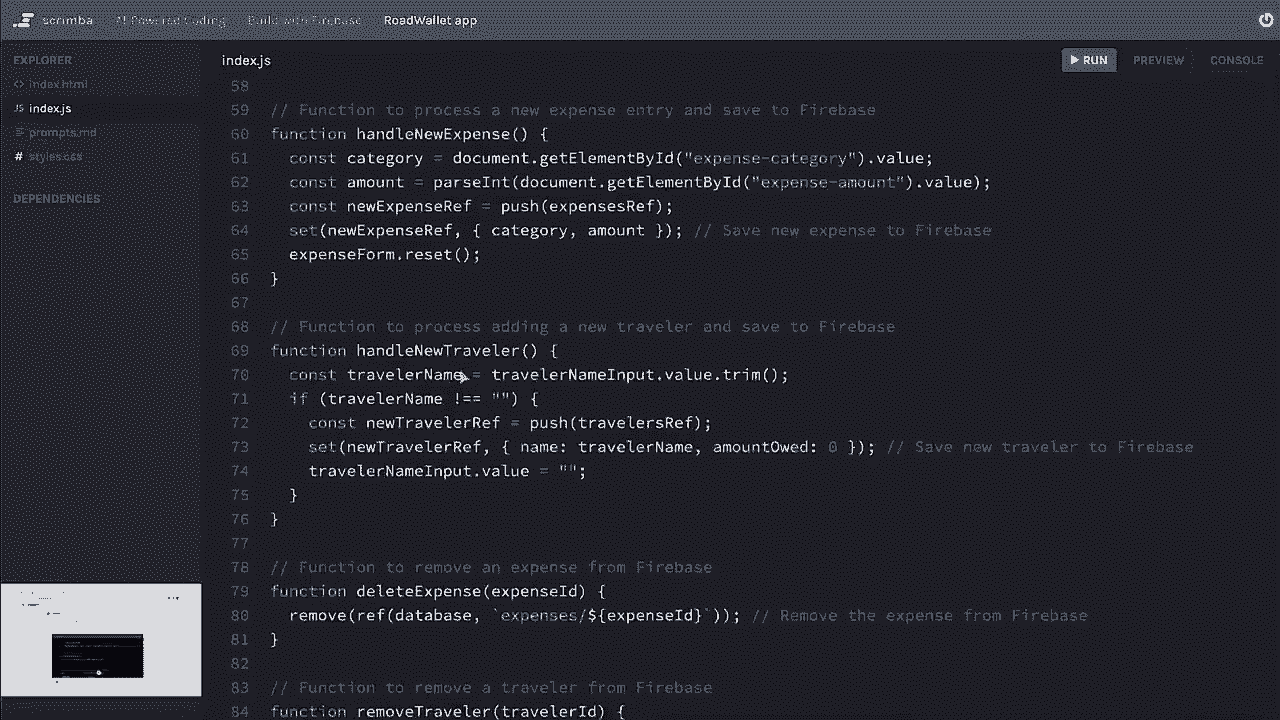 scrimba AI Powered Coding Build with Firebase RoadWallet app
EXPLORER
<> index.html
JS index.js
prompts.md
# styles.css
DEPENDENCIES
index.js
RUN PREVIEW CONSOLE
58
59 // Function to process a new expense entry and save to Firebase
60 function handleNewExpense() {
61 const category = document.getElementById("expense-category").value;
62 const amount = parseInt(document.getElementById("expense-amount").value);
63 const newExpenseRef = push(expensesRef);
64 set(newExpenseRef, { category, amount }); // Save new expense to Firebase
65 expenseForm.reset();
66 }
67
68 // Function to process adding a new traveler and save to Firebase
69 function handleNewTraveler() {
70 const travelerName = travelerNameInput.value.trim();
71 if (travelerName !== "") {
72 const newTravelerRef = push(travelersRef);
73 set(newTravelerRef, { name: travelerName, amountOwed: 0 }); // Save new traveler to Firebase
74 travelerNameInput.value = "";
75 }
76 }
77
78 // Function to remove an expense from Firebase
79 function deleteExpense(expenseId) {
80 remove(ref(database, `expenses/${expenseId}`)); // Remove the expense from Firebase
81 }
82
83 // Function to remove a traveler from Firebase
84 function removeTraveler(travelerId) {